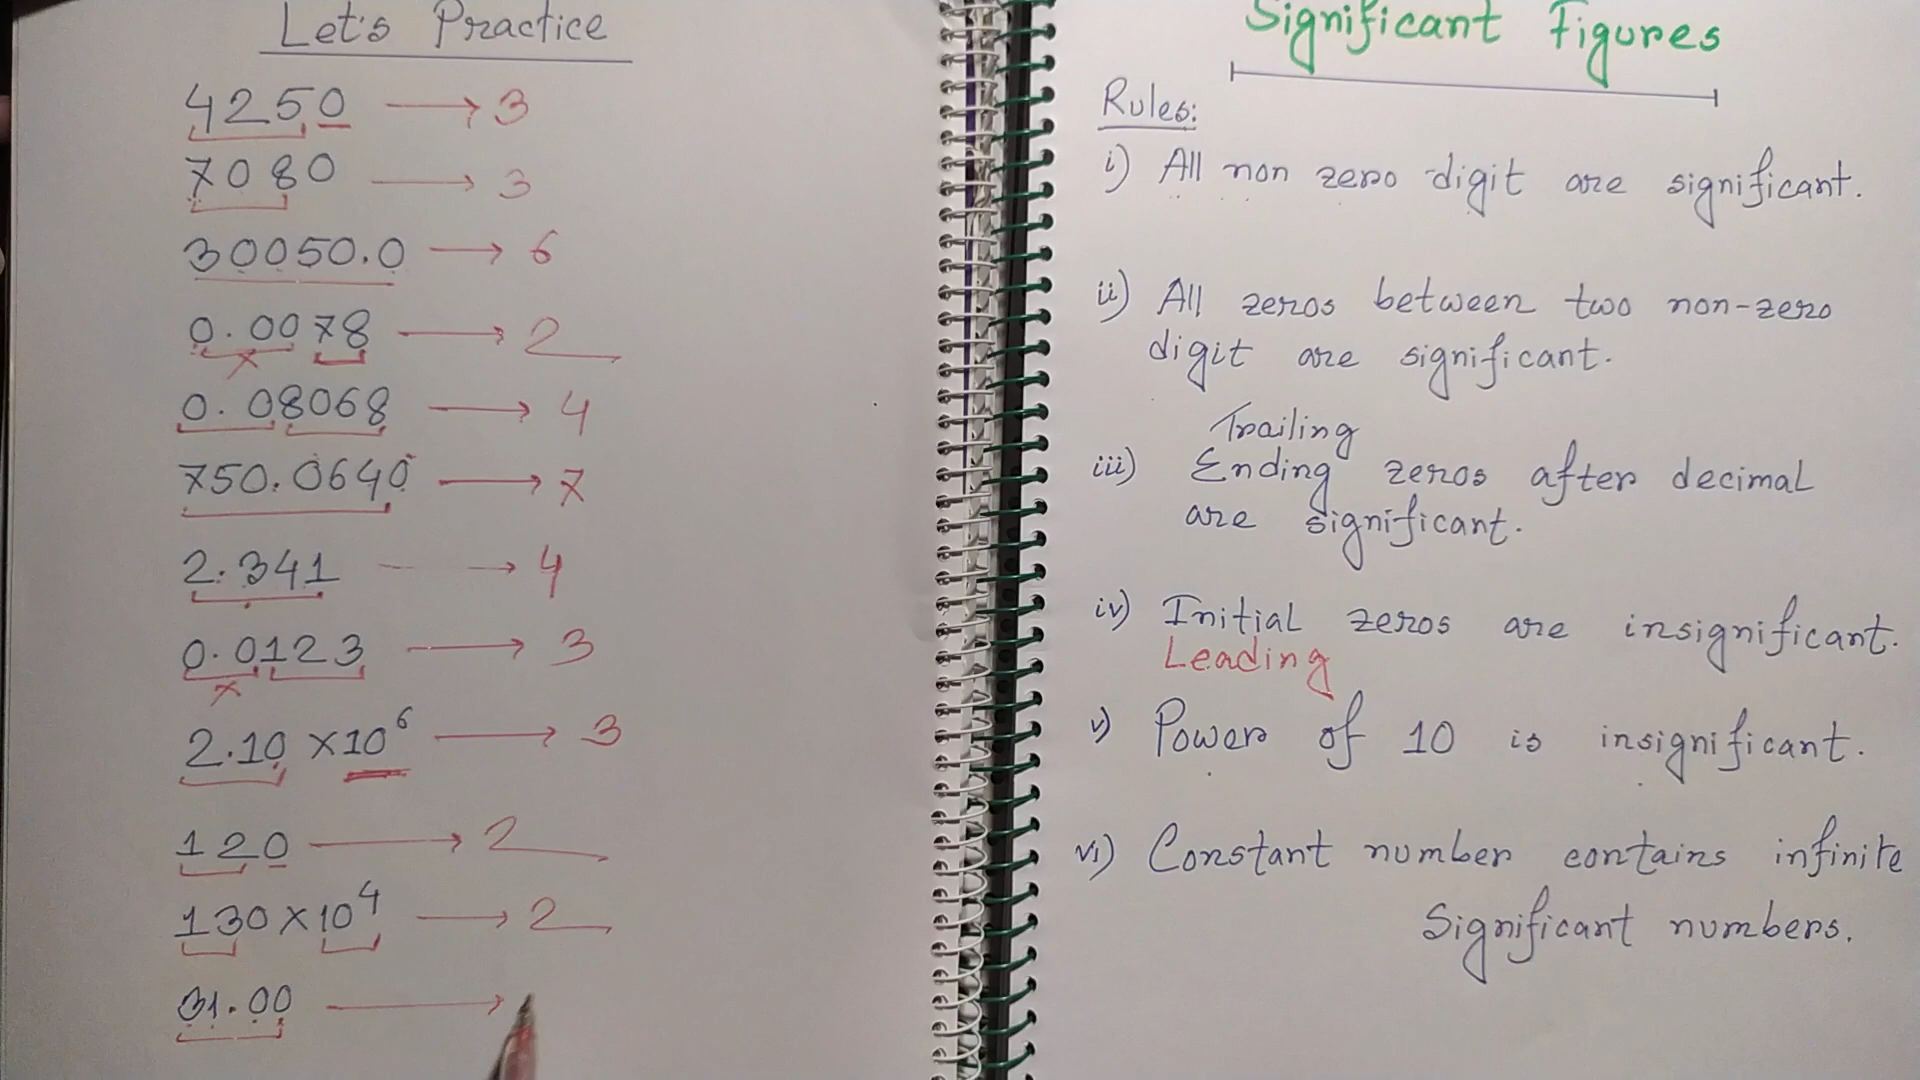 Let's Practice
4250 → 3
7080 → 3
30050.0 → 6
0.0078 → 2
0.08068 → 4
750.0640 → 7
2.341 → 4
0.0123 → 3
2.10 ×10⁶ → 3
120 → 2
130×10⁴ → 2
31.00 →
Significant Figures
Rules:
i) All non zero digit are significant.
ii) All zeros between two non-zero
digit are significant.
Trailing
iii) Ending zeros after decimal
are significant.
iv) Initial zeros are insignificant.
Leading
v) Power of 10 is insignificant.
vi) Constant number contains infinite
Significant numbers.